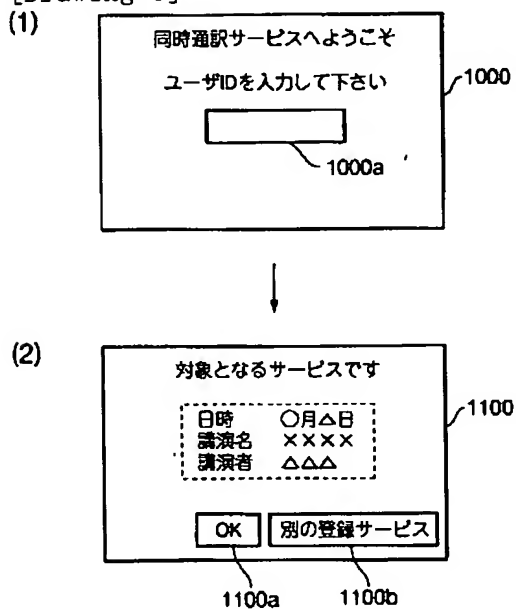 (1)
同時通訳サービスへようこそ
ユーザIDを入力して下さい
1000
1000a
(2)
対象となるサービスです
日時 〇月△日
講演名 ××××
講演者 △△△
1100
OK 別の登録サービス
1100a 1100b